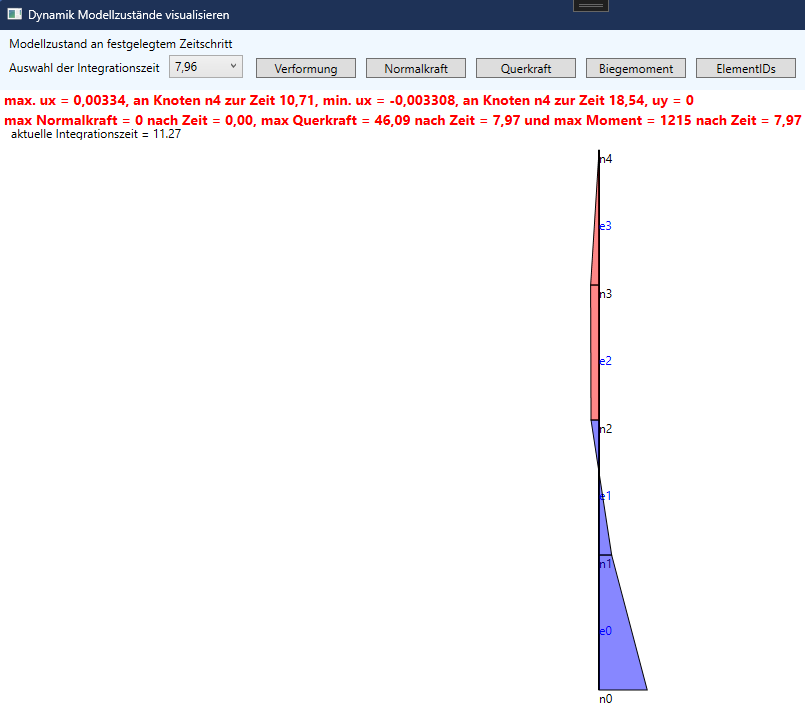 Dynamik Modellzustände visualisieren
Modellzustand an festgelegtem Zeitschritt
Auswahl der Integrationszeit 7,96 Verformung Normalkraft Querkraft Biegemoment ElementIDs
max. ux = 0,00334, an Knoten n4 zur Zeit 10,71, min. ux = -0,003308, an Knoten n4 zur Zeit 18,54, uy = 0
max Normalkraft = 0 nach Zeit = 0,00, max Querkraft = 46,09 nach Zeit = 7,97 und max Moment = 1215 nach Zeit = 7,97
aktuelle Integrationszeit = 11.27
n4
e3
n3
e2
n2
e1
n1
e0
n0